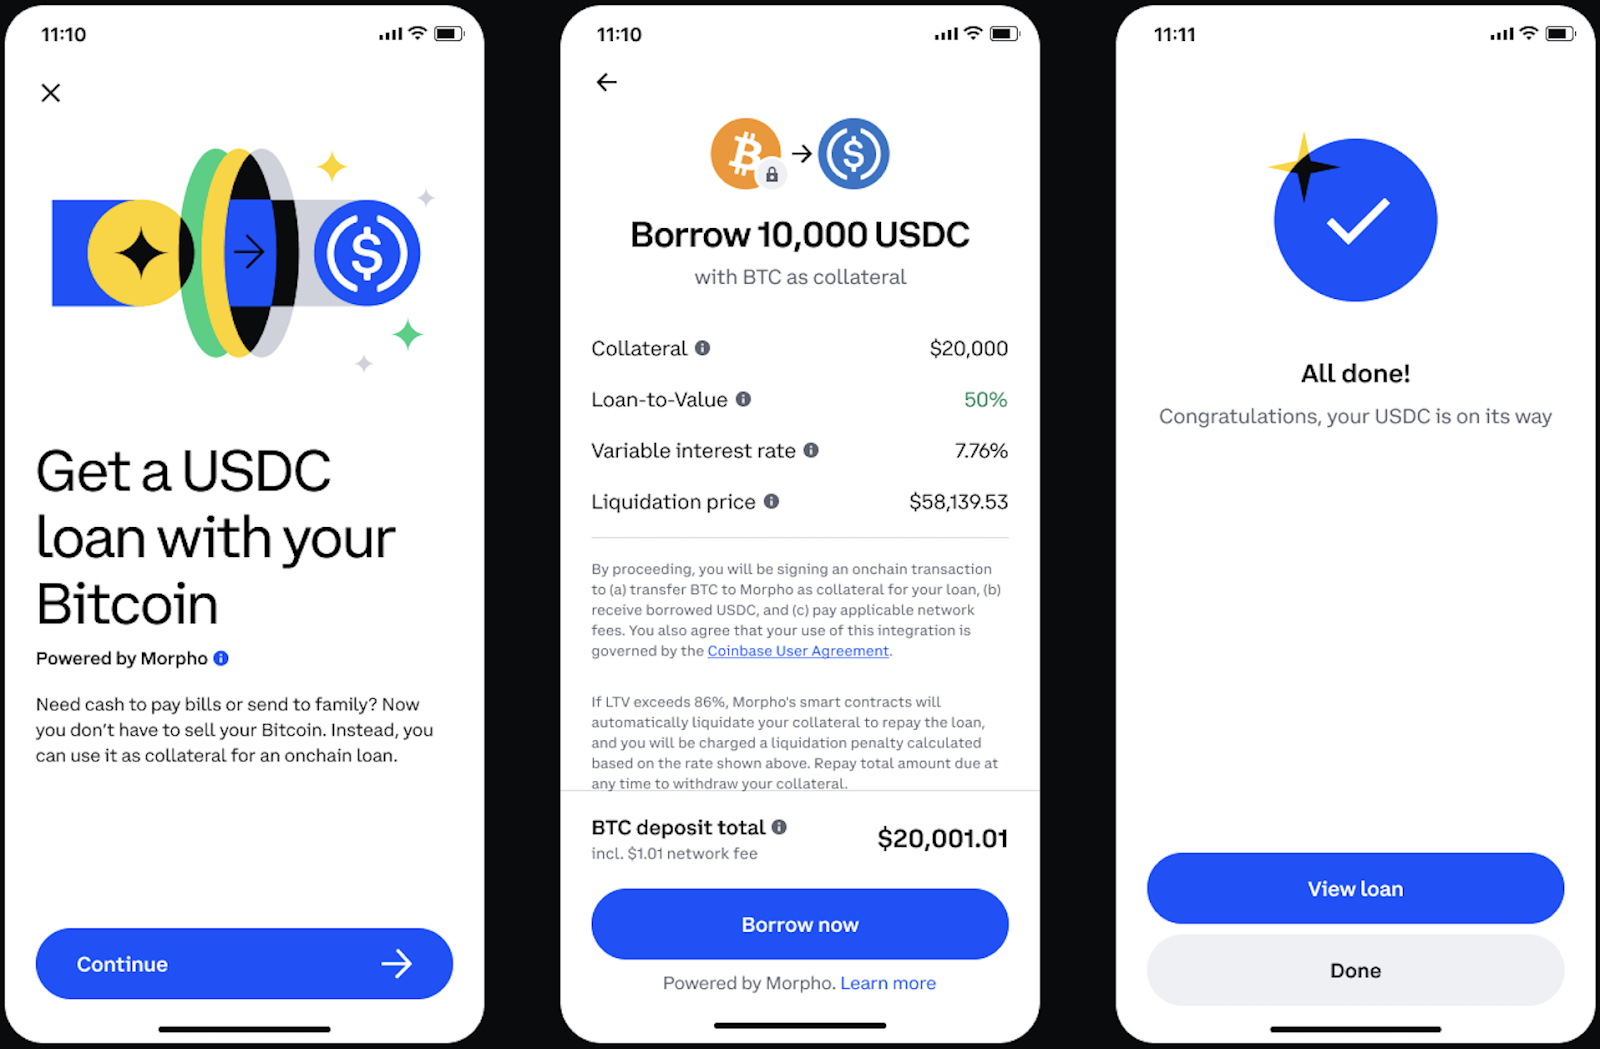 11:10
Get a USDC
loan with your
Bitcoin
Powered by Morpho
Need cash to pay bills or send to family? Now
you don’t have to sell your Bitcoin. Instead, you
can use it as collateral for an onchain loan.
Continue
11:10
Borrow 10,000 USDC
with BTC as collateral
Collateral $20,000
Loan-to-Value 50%
Variable interest rate 7.76%
Liquidation price $58,139.53
By proceeding, you will be signing an onchain transaction
to (a) transfer BTC to Morpho as collateral for your loan, (b)
receive borrowed USDC, and (c) pay applicable network
fees. You also agree that your use of this integration is
governed by the Coinbase User Agreement.
If LTV exceeds 86%, Morpho's smart contracts will
automatically liquidate your collateral to repay the loan,
and you will be charged a liquidation penalty calculated
based on the rate shown above. Repay total amount due at
any time to withdraw your collateral.
BTC deposit total $20,001.01
incl. $1.01 network fee
Borrow now
Powered by Morpho. Learn more
11:11
All done!
Congratulations, your USDC is on its way
View loan
Done